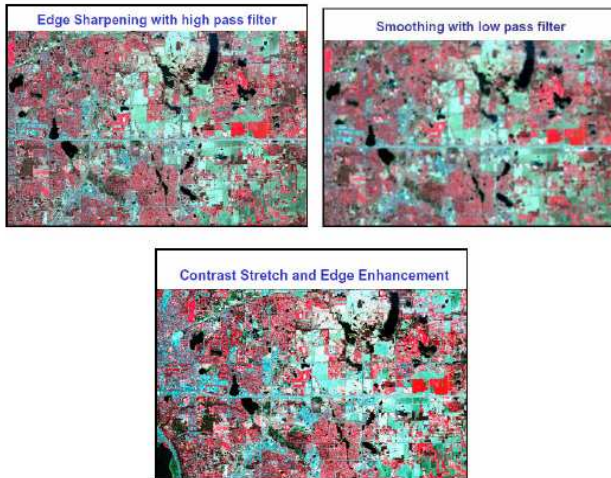 Edge Sharpening with high pass filter
Smoothing with low pass filter
Contrast Stretch and Edge Enhancement